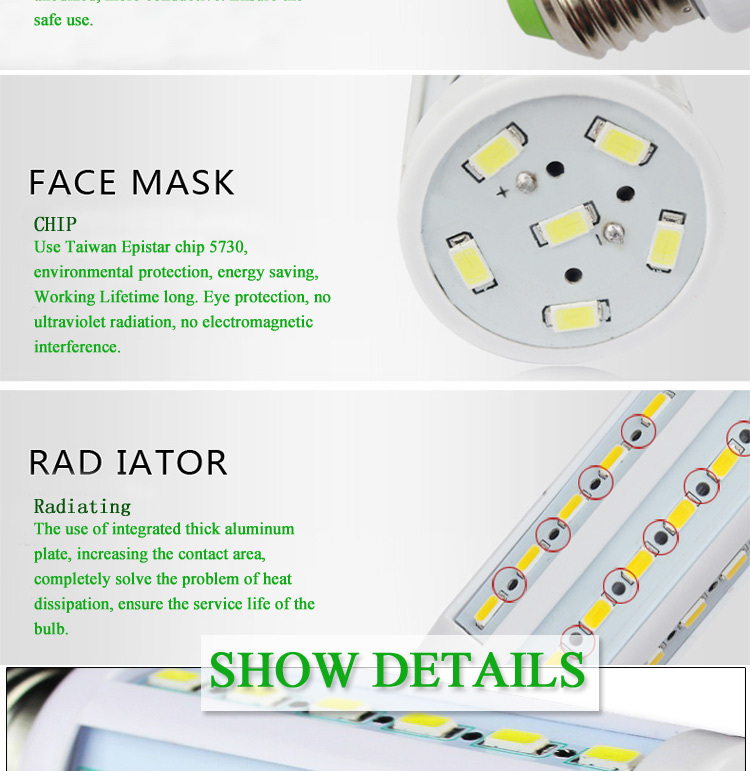 safe use.
FACE MASK
CHIP
Use Taiwan Epistar chip 5730,
environmental protection, energy saving,
Working Lifetime long. Eye protection, no
ultraviolet radiation, no electromagnetic
interference.
RAD IATOR
Radiating
The use of integrated thick aluminum
plate, increasing the contact area,
completely solve the problem of heat
dissipation, ensure the service life of the
bulb.
SHOW DETAILS